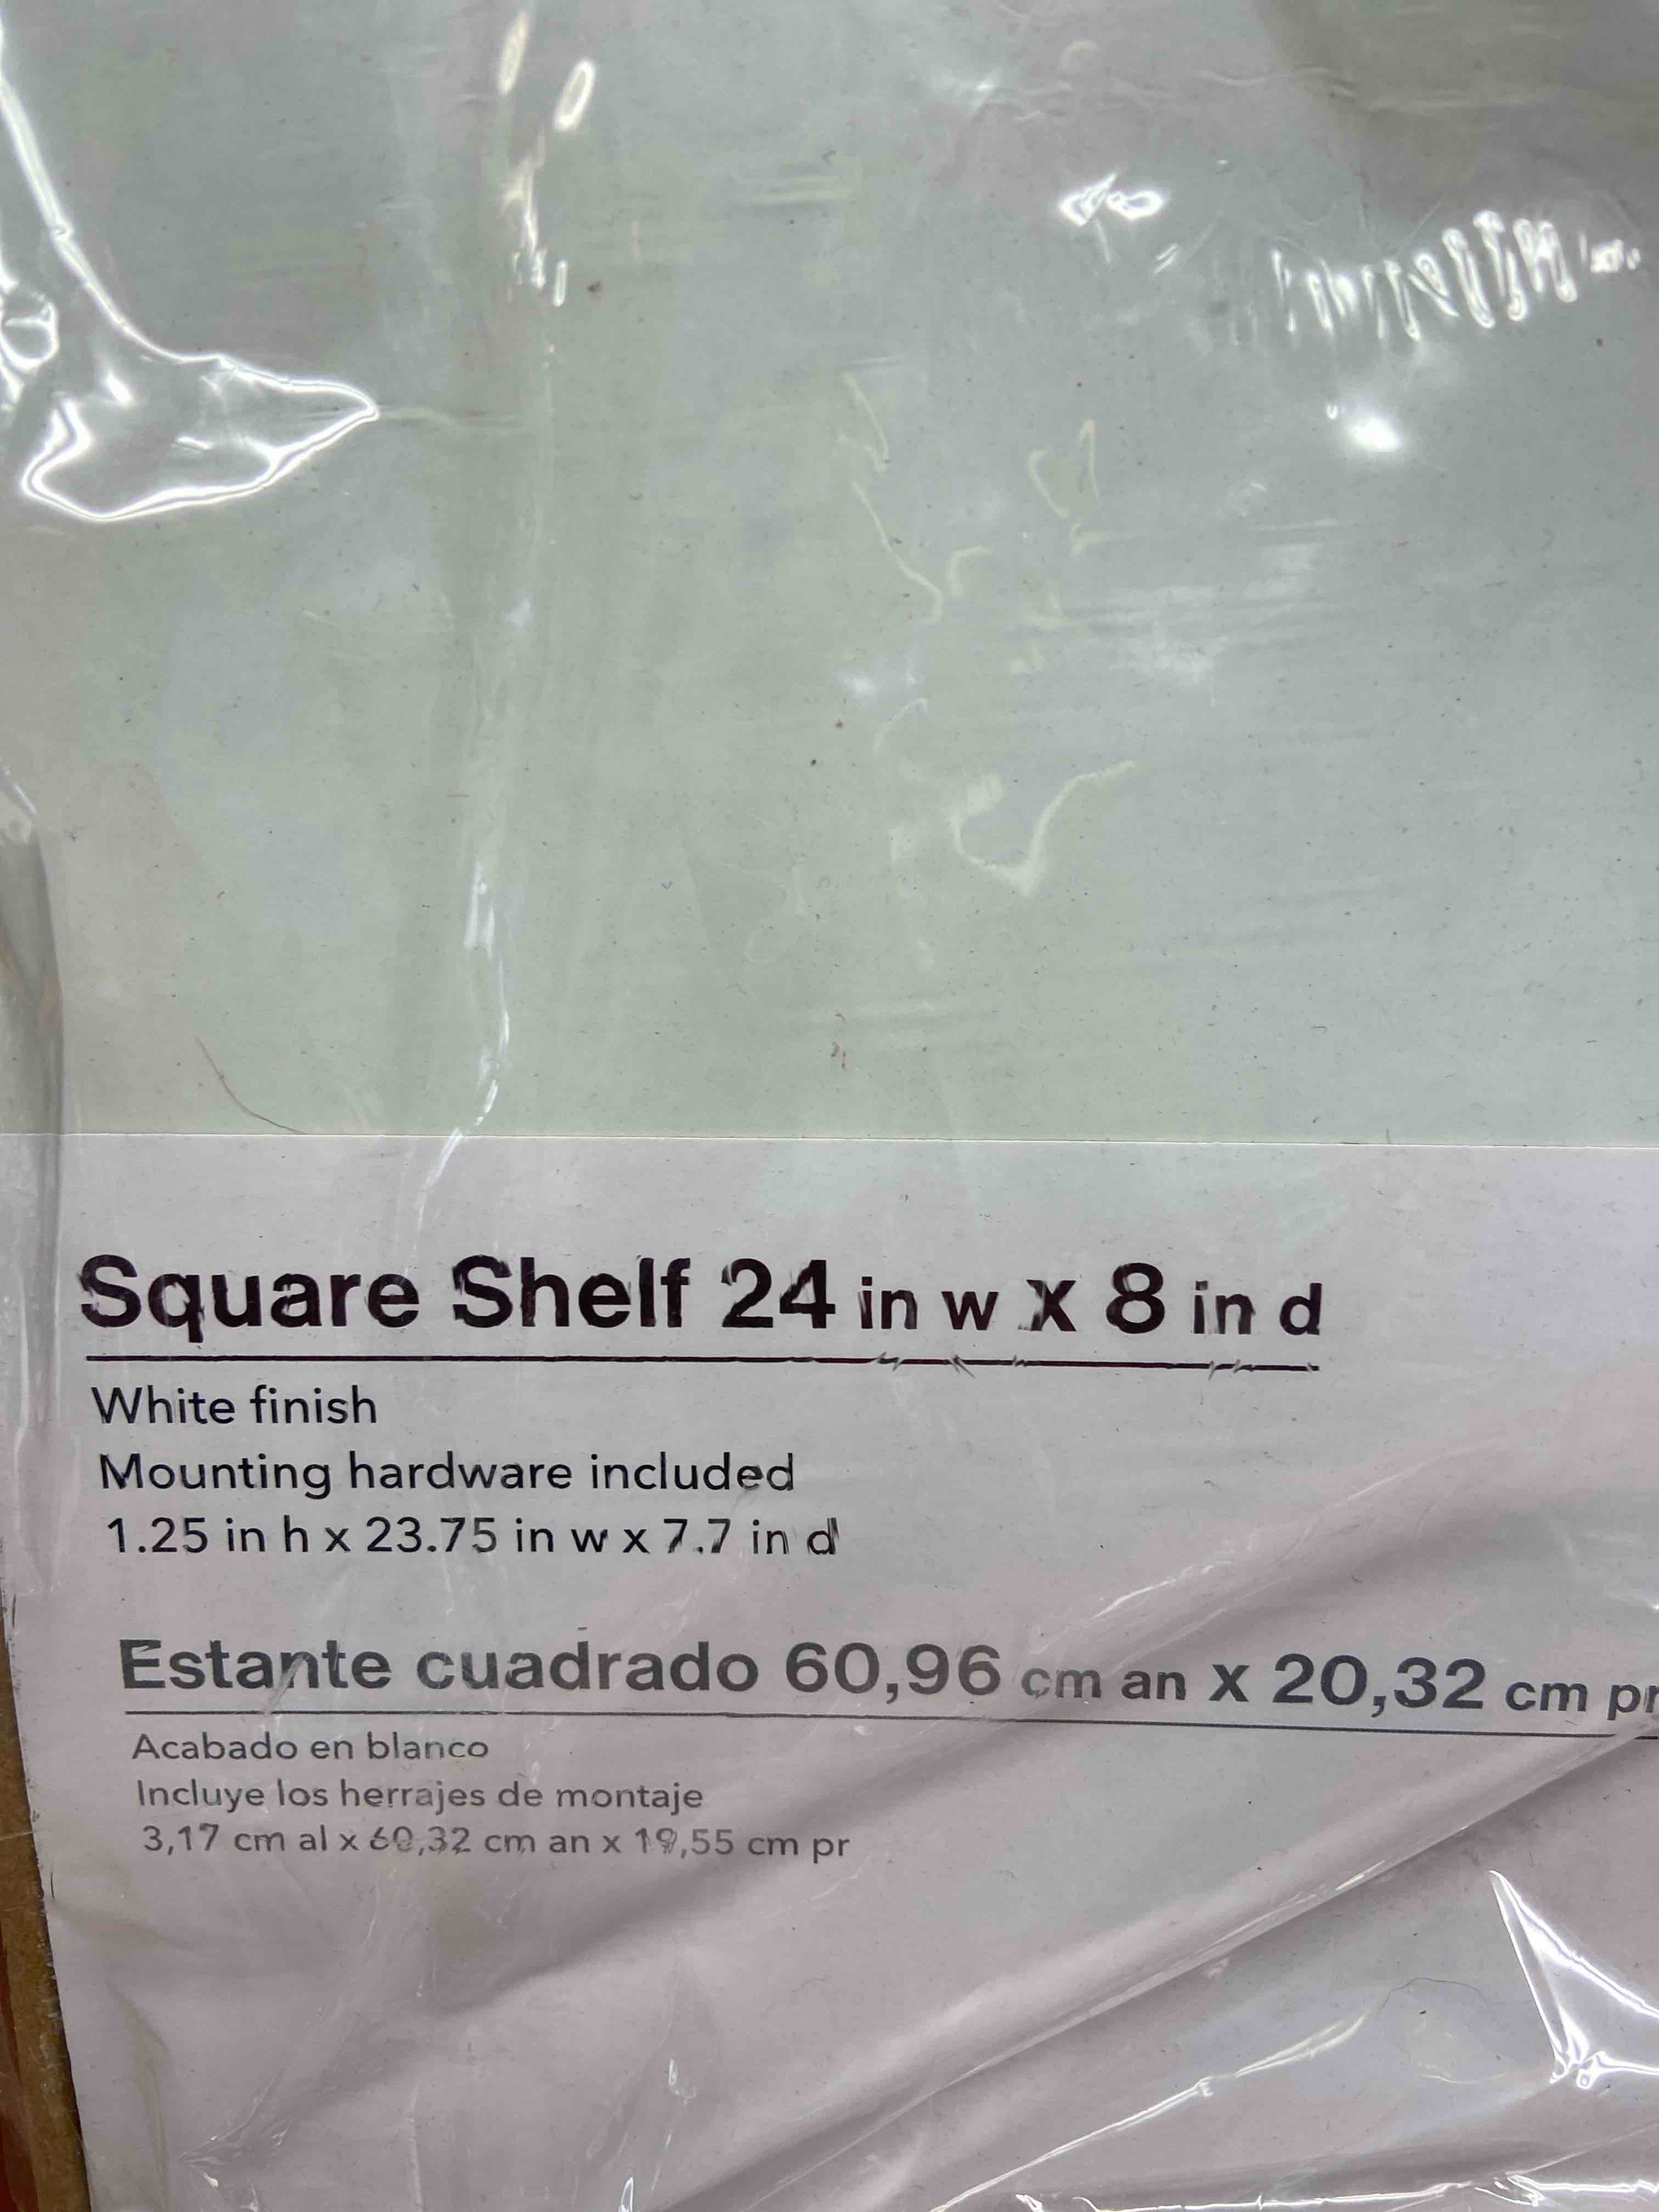 Square Shelf 24 in w x 8 in d
White finish
Mounting hardware included
1.25 in h x 23.75 in w x 7.7 in d
Estante cuadrado 60,96 cm an x 20,32 cm pr
Acabado en blanco
Incluye los herrajes de montaje
3,17 cm al x 60,32 cm an x 19,55 cm pr